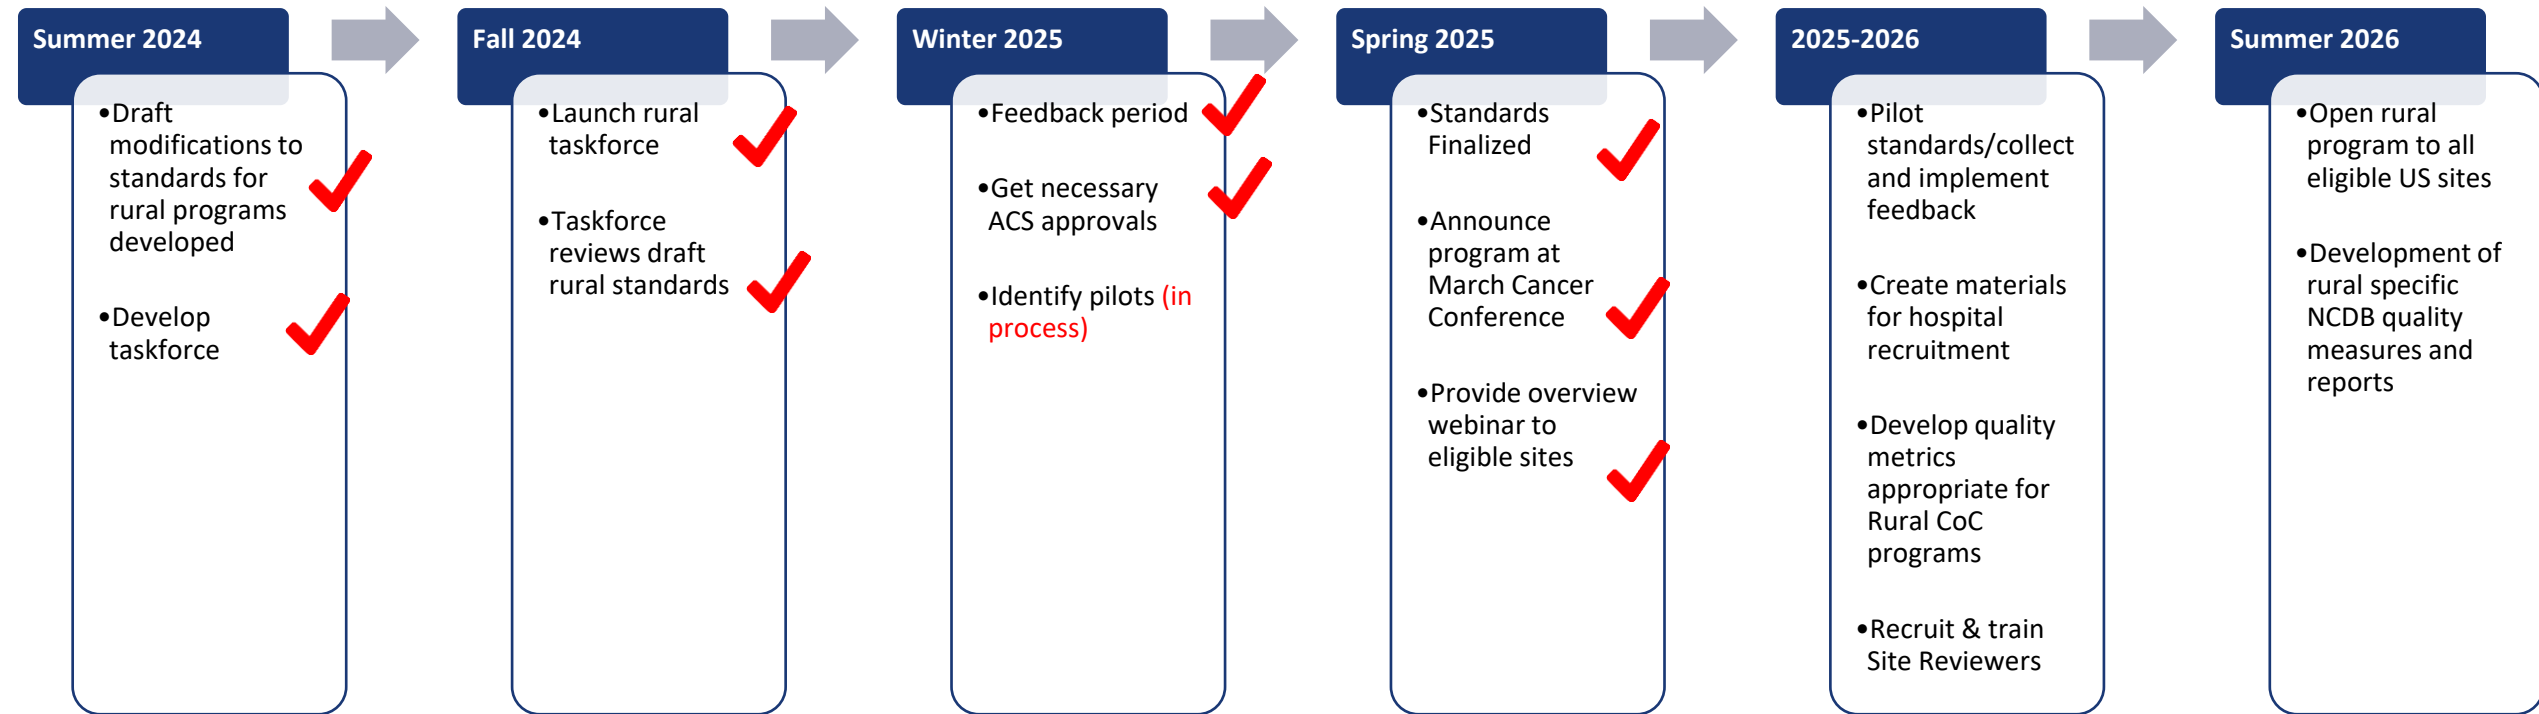 Summer 2024
•Draft
modifications to
standards for
rural programs
developed
•Develop
taskforce
Fall 2024
•Launch rural
taskforce
•Taskforce
reviews draft
rural standards
Winter 2025
•Feedback period
•Get necessary
ACS approvals
•Identify pilots (in
process)
Spring 2025
•Standards
Finalized
•Announce
program at
March Cancer
Conference
•Provide overview
webinar to
eligible sites
2025-2026
•Pilot
standards/collect
and implement
feedback
•Create materials
for hospital
recruitment
•Develop quality
metrics
appropriate for
Rural CoC
programs
•Recruit & train
Site Reviewers
Summer 2026
•Open rural
program to all
eligible US sites
•Development of
rural specific
NCDB quality
measures and
reports